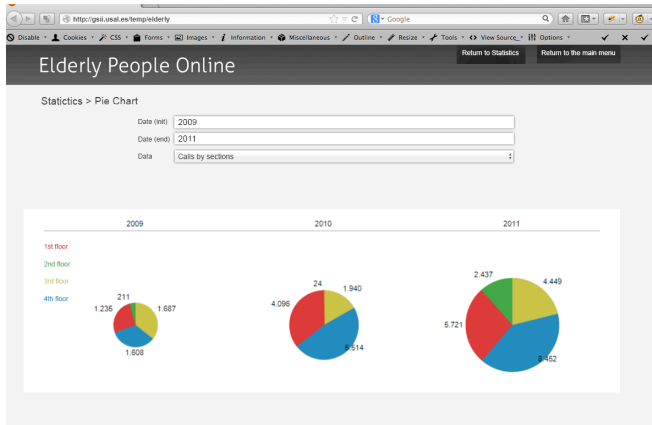 http://gsii.usal.es/temp/elderly
Google
Disable Cookies CSS Forms Images Information Miscellaneous Outline Resize Tools View Source Options
Return to Statistics Return to the main menu
Elderly People Online
Statictics > Pie Chart
Date (init) 2009
Date (end) 2011
Data Calls by sections
2009 2010 2011
1st floor
2nd floor
3rd floor
4th floor
211
1.235 1.687
1.608
24
4.096 1.940
5.514
2.437
4.449
5.721
8.452